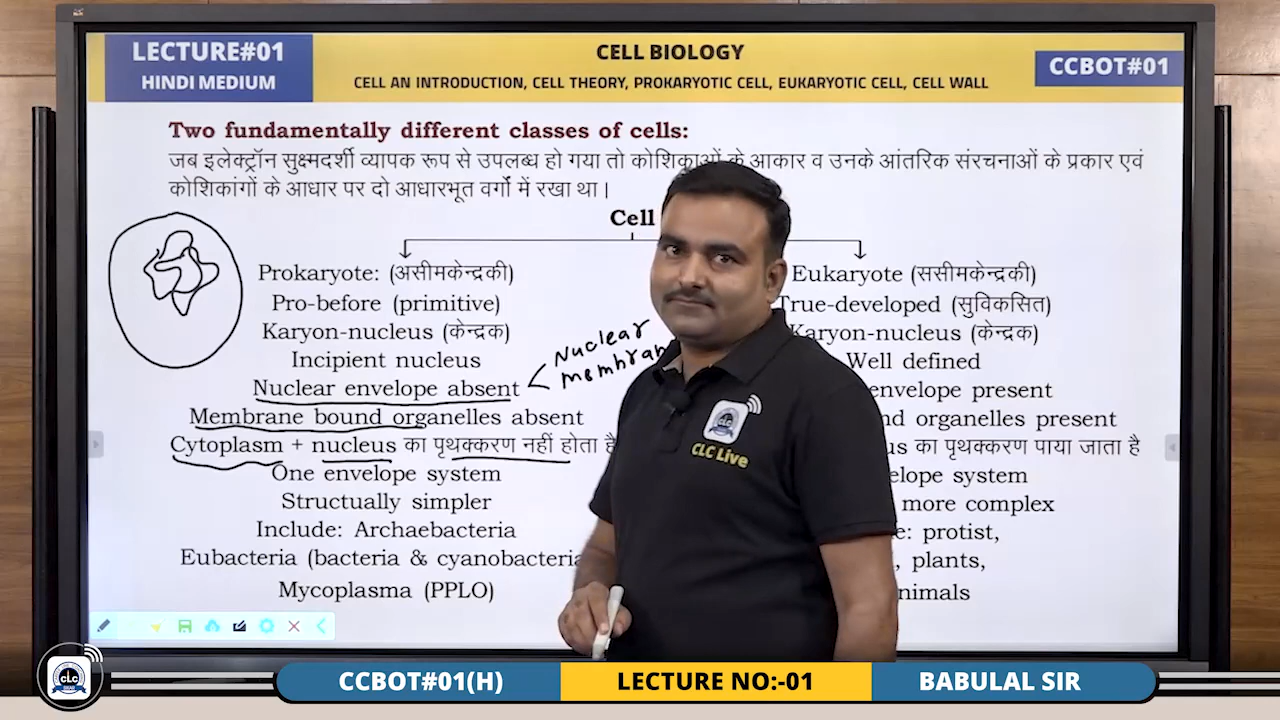 LECTURE#01
HINDI MEDIUM
CELL BIOLOGY
CELL AN INTRODUCTION, CELL THEORY, PROKARYOTIC CELL, EUKARYOTIC CELL, CELL WALL
CCBOT#01
Two fundamentally different classes of cells:
जब इलेक्ट्रॉन सुक्ष्मदर्शी व्यापक रूप से उपलब्ध हो गया तो कोशिकाओं के आकार व उनके आंतरिक संरचनाओं के प्रकार एवं
कोशिकांगों के आधार पर दो आधारभूत वर्गों में रखा था।
Cell
Prokaryote: (असीमकेन्द्रकी)
Pro-before (primitive)
Karyon-nucleus (केन्द्रक)
Incipient nucleus
Nuclear envelope absent
Membrane bound organelles absent
Cytoplasm + nucleus का पृथक्करण नहीं होता है
One envelope system
Structually simpler
Include: Archaebacteria
Eubacteria (bacteria & cyanobacteria
Mycoplasma (PPLO)
Nuclear
Eukaryote (ससीमकेन्द्रकी)
True-developed (सुविकसित)
Karyon-nucleus (केन्द्रक)
Well defined
envelope present
organelles present
का पृथक्करण पाया जाता है
system
more complex
protist,
plants,
CLC Live
CLC
CCBOT#01(H)
LECTURE NO:-01
BABULAL SIR